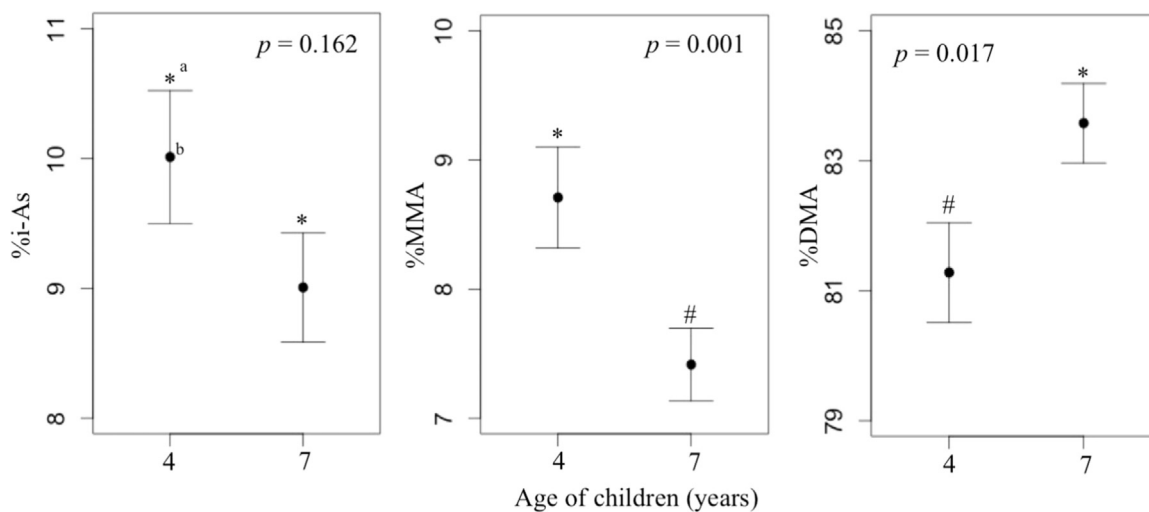 11
10
9
8
%i-As
p = 0.162
* a
b
*
4
7
10
9
8
7
%MMA
p = 0.001
*
#
4
7
85
83
81
79
%DMA
p = 0.017
#
*
4
7
Age of children (years)